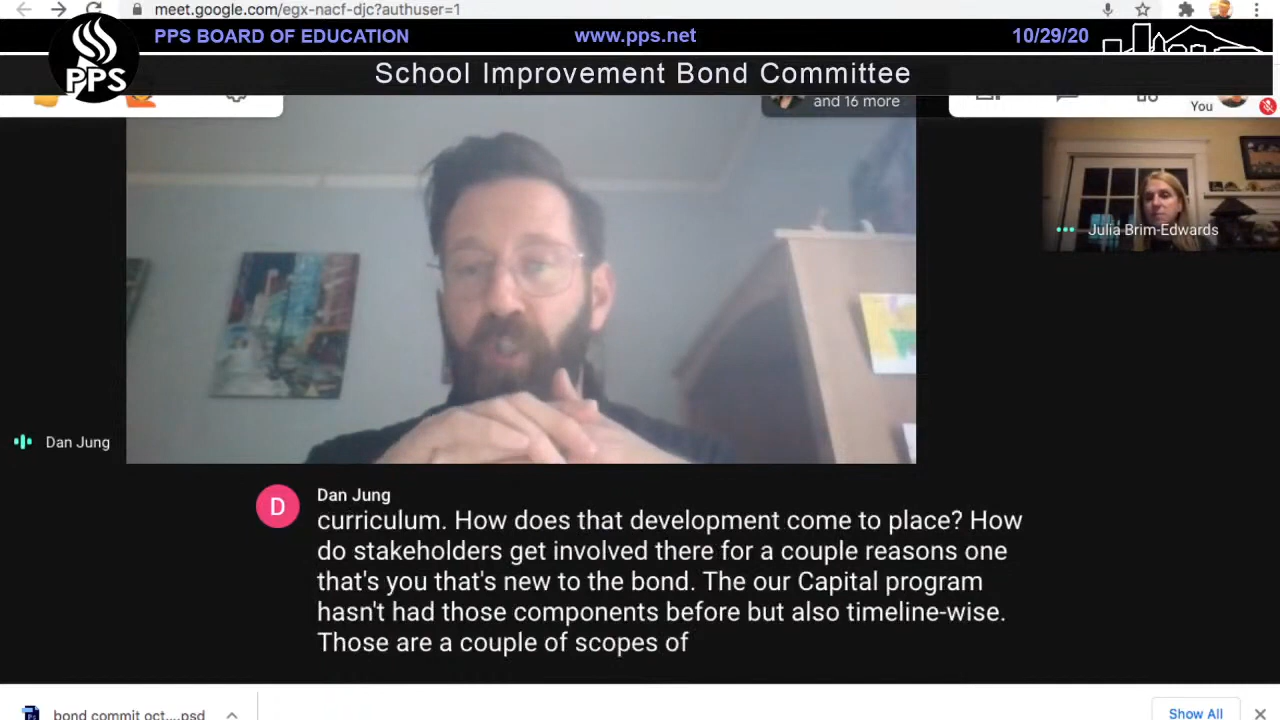 meet.google.com/egx-nacf-djc?authuser=1
PPS BOARD OF EDUCATION
www.pps.net
10/29/20
PPS
School Improvement Bond Committee
and 16 more
You
Julia Brim-Edwards
Dan Jung
D
Dan Jung
curriculum. How does that development come to place? How
do stakeholders get involved there for a couple reasons one
that's you that's new to the bond. The our Capital program
hasn't had those components before but also timeline-wise.
Those are a couple of scopes of
bond commit oct....psd
Show All